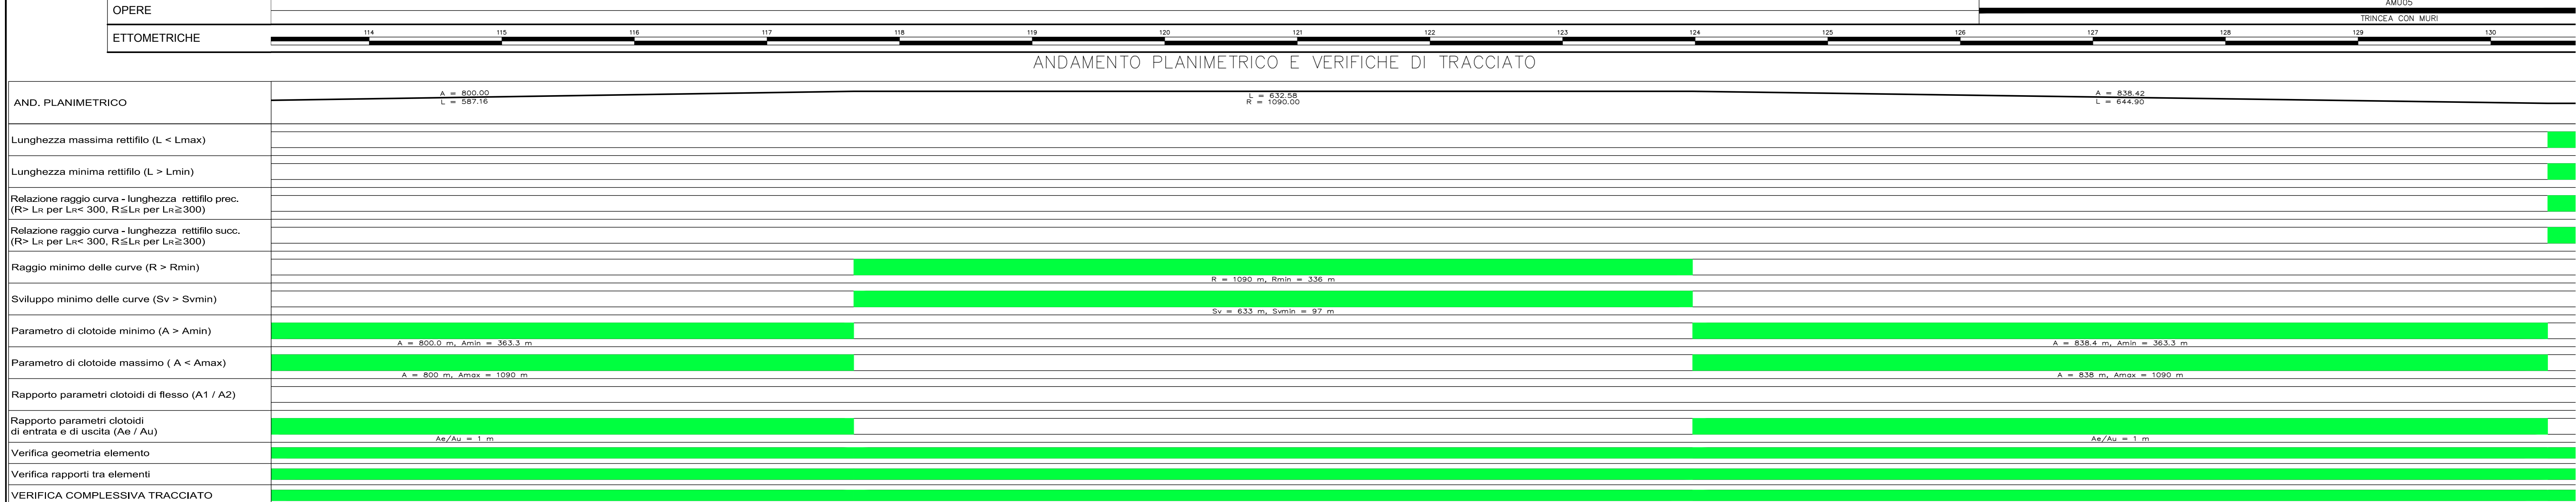 AMU05
OPERE
TRINCEA CON MURI
ETTOMETRICHE
114 115 116 117 118 119 120 121 122 123 124 125 126 127 128 129 130
ANDAMENTO PLANIMETRICO E VERIFICHE DI TRACCIATO
AND. PLANIMETRICO
A = 800.00
L = 587.16
L = 632.58
R = 1090.00
A = 838.42
L = 644.90
Lunghezza massima rettifilo (L < Lmax)
Lunghezza minima rettifilo (L > Lmin)
Relazione raggio curva - lunghezza rettifilo prec.
(R> LR per LR< 300, R≦LR per LR≧300)
Relazione raggio curva - lunghezza rettifilo succ.
(R> LR per LR< 300, R≦LR per LR≧300)
Raggio minimo delle curve (R > Rmin)
R = 1090 m, Rmin = 336 m
Sviluppo minimo delle curve (Sv > Svmin)
Sv = 633 m, Svmin = 97 m
Parametro di clotoide minimo (A > Amin)
A = 800.0 m, Amin = 363.3 m
A = 838.4 m, Amin = 363.3 m
Parametro di clotoide massimo ( A < Amax)
A = 800 m, Amax = 1090 m
A = 838 m, Amax = 1090 m
Rapporto parametri clotoidi di flesso (A1 / A2)
Rapporto parametri clotoidi
di entrata e di uscita (Ae / Au)
Ae/Au = 1 m
Ae/Au = 1 m
Verifica geometria elemento
Verifica rapporti tra elementi
VERIFICA COMPLESSIVA TRACCIATO